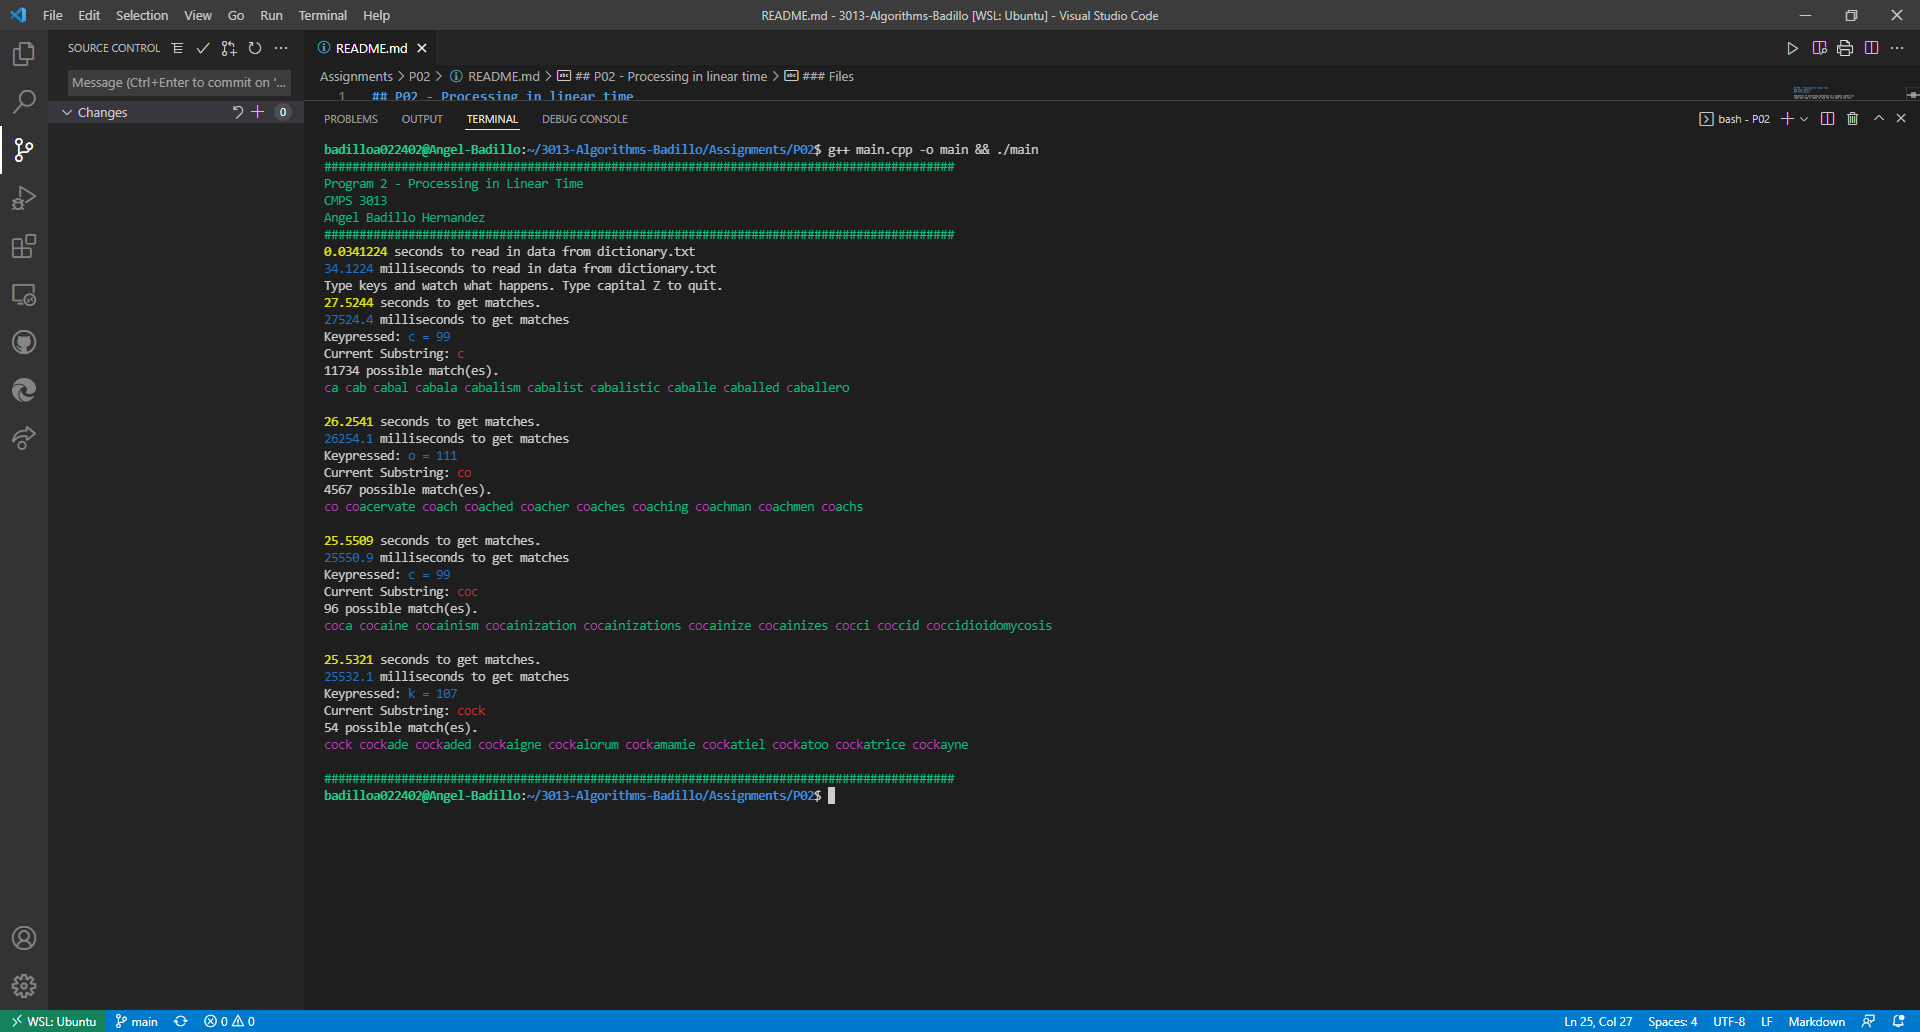 File Edit Selection View Go Run Terminal Help
README.md - 3013-Algorithms-Badillo [WSL: Ubuntu] - Visual Studio Code
SOURCE CONTROL
README.md
Message (Ctrl+Enter to commit on '...
Changes 0
Assignments > P02 > README.md > ## P02 - Processing in linear time > ### Files
1 ## P02 - Processing in linear time
PROBLEMS OUTPUT TERMINAL DEBUG CONSOLE
bash - P02
badilloa022402@Angel-Badillo:~/3013-Algorithms-Badillo/Assignments/P02$ g++ main.cpp -o main && ./main
##########################################################################################
Program 2 - Processing in Linear Time
CMPS 3013
Angel Badillo Hernandez
##########################################################################################
0.0341224 seconds to read in data from dictionary.txt
34.1224 milliseconds to read in data from dictionary.txt
Type keys and watch what happens. Type capital Z to quit.
27.5244 seconds to get matches.
27524.4 milliseconds to get matches
Keypressed: c = 99
Current Substring: c
11734 possible match(es).
ca cab cabal cabala cabalism cabalist cabalistic caballe caballed caballero
26.2541 seconds to get matches.
26254.1 milliseconds to get matches
Keypressed: o = 111
Current Substring: co
4567 possible match(es).
co coacervate coach coached coacher coaches coaching coachman coachmen coachs
25.5509 seconds to get matches.
25550.9 milliseconds to get matches
Keypressed: c = 99
Current Substring: coc
96 possible match(es).
coca cocaine cocainism cocainization cocainizations cocainize cocainizes cocci coccid coccidioidomycosis
25.5321 seconds to get matches.
25532.1 milliseconds to get matches
Keypressed: k = 107
Current Substring: cock
54 possible match(es).
cock cockade cockaded cockaigne cockalorum cockamamie cockatiel cockatoo cockatrice cockayne
##########################################################################################
badilloa022402@Angel-Badillo:~/3013-Algorithms-Badillo/Assignments/P02$
WSL: Ubuntu main 0 0
Ln 25, Col 27 Spaces: 4 UTF-8 LF Markdown